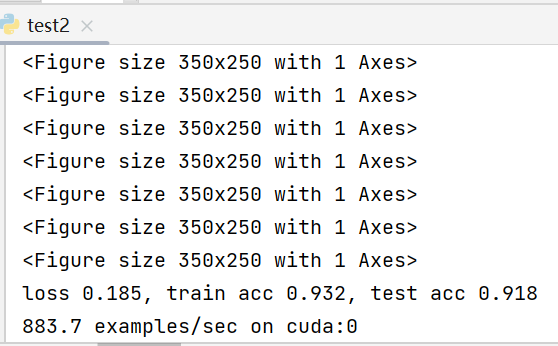 test2
<Figure size 350x250 with 1 Axes>
<Figure size 350x250 with 1 Axes>
<Figure size 350x250 with 1 Axes>
<Figure size 350x250 with 1 Axes>
<Figure size 350x250 with 1 Axes>
<Figure size 350x250 with 1 Axes>
<Figure size 350x250 with 1 Axes>
loss 0.185, train acc 0.932, test acc 0.918
883.7 examples/sec on cuda:0